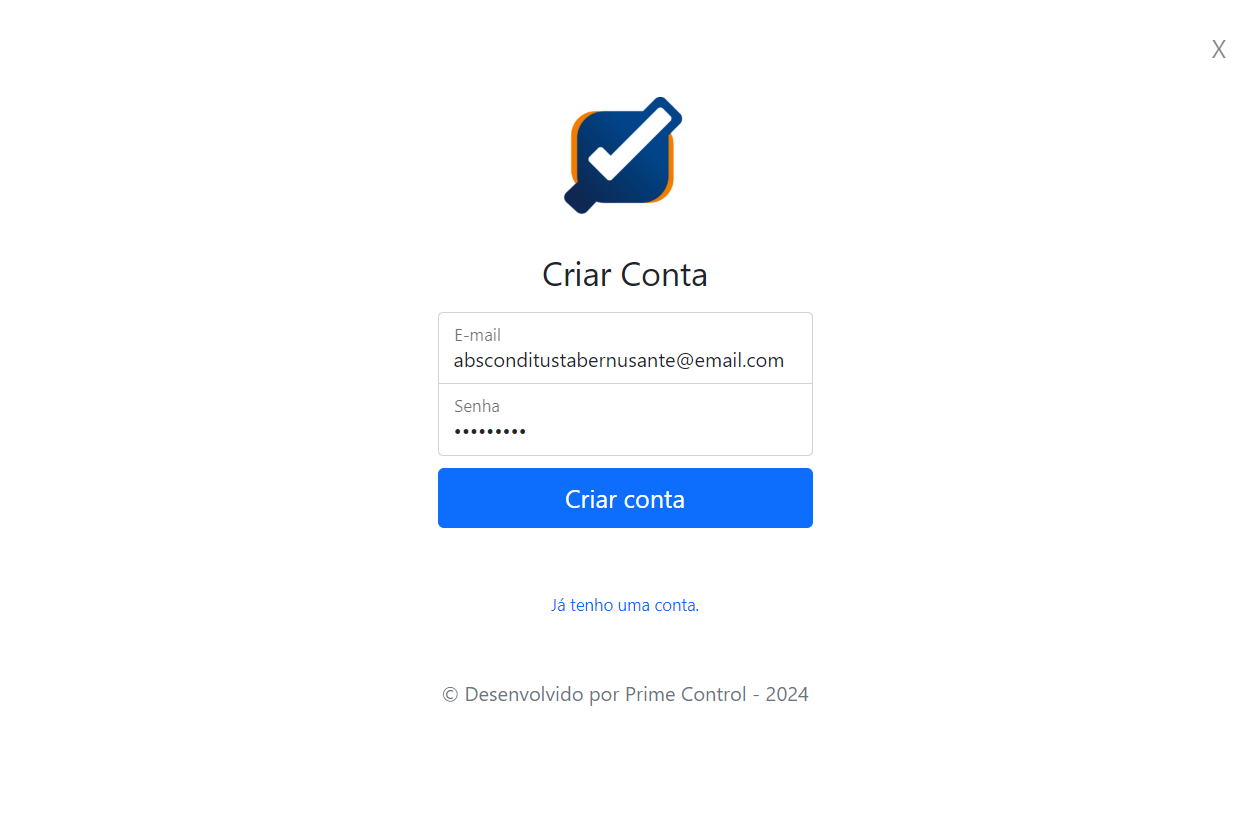 X
Criar Conta
E-mail
absconditustabernusante@email.com
Senha
•••••••••
Criar conta
Já tenho uma conta.
© Desenvolvido por Prime Control - 2024